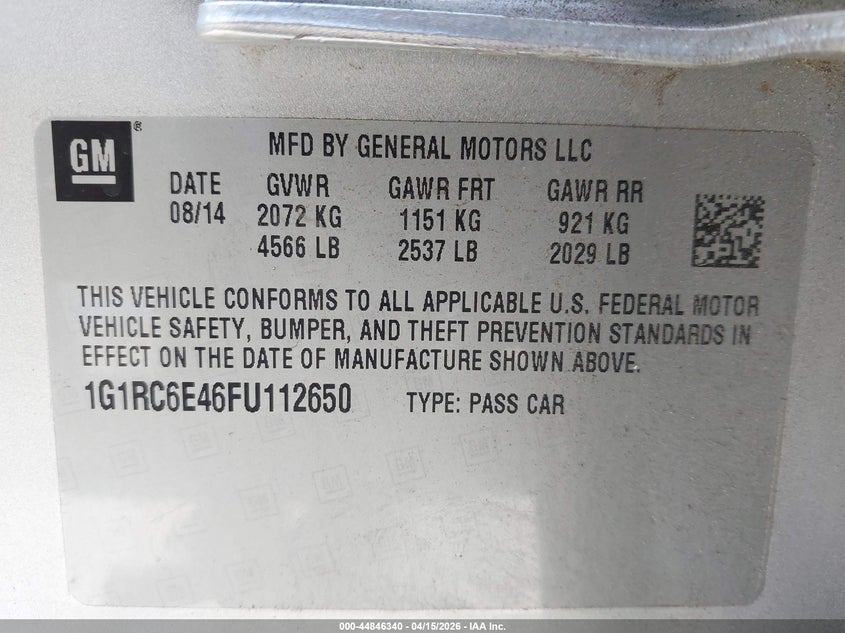 GM®
MFD BY GENERAL MOTORS LLC
DATE GVWR GAWR FRT GAWR RR
08/14 2072 KG 1151 KG 921 KG
4566 LB 2537 LB 2029 LB
THIS VEHICLE CONFORMS TO ALL APPLICABLE U.S. FEDERAL MOTOR
VEHICLE SAFETY, BUMPER, AND THEFT PREVENTION STANDARDS IN
EFFECT ON THE DATE OF MANUFACTURE SHOWN ABOVE.
1G1RC6E46FU112650 TYPE: PASS CAR
000-44846340 - 04/15/2026 - IAA Inc.